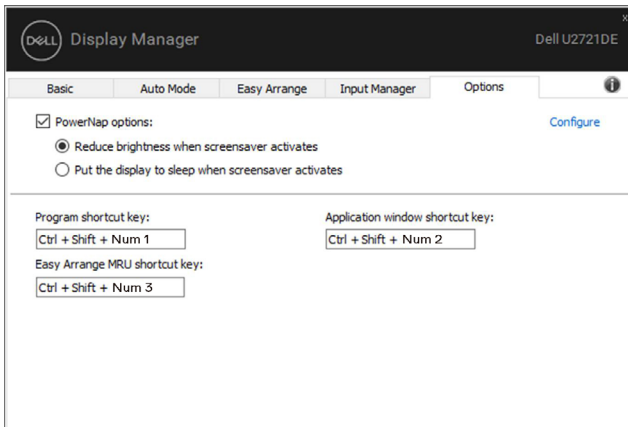 DELL Display Manager
Dell U2721DE
Basic Auto Mode Easy Arrange Input Manager Options
PowerNap options:
Configure
Reduce brightness when screensaver activates
Put the display to sleep when screensaver activates
Program shortcut key:
Application window shortcut key:
Ctrl + Shift + Num 1
Ctrl + Shift + Num 2
Easy Arrange MRU shortcut key:
Ctrl + Shift + Num 3